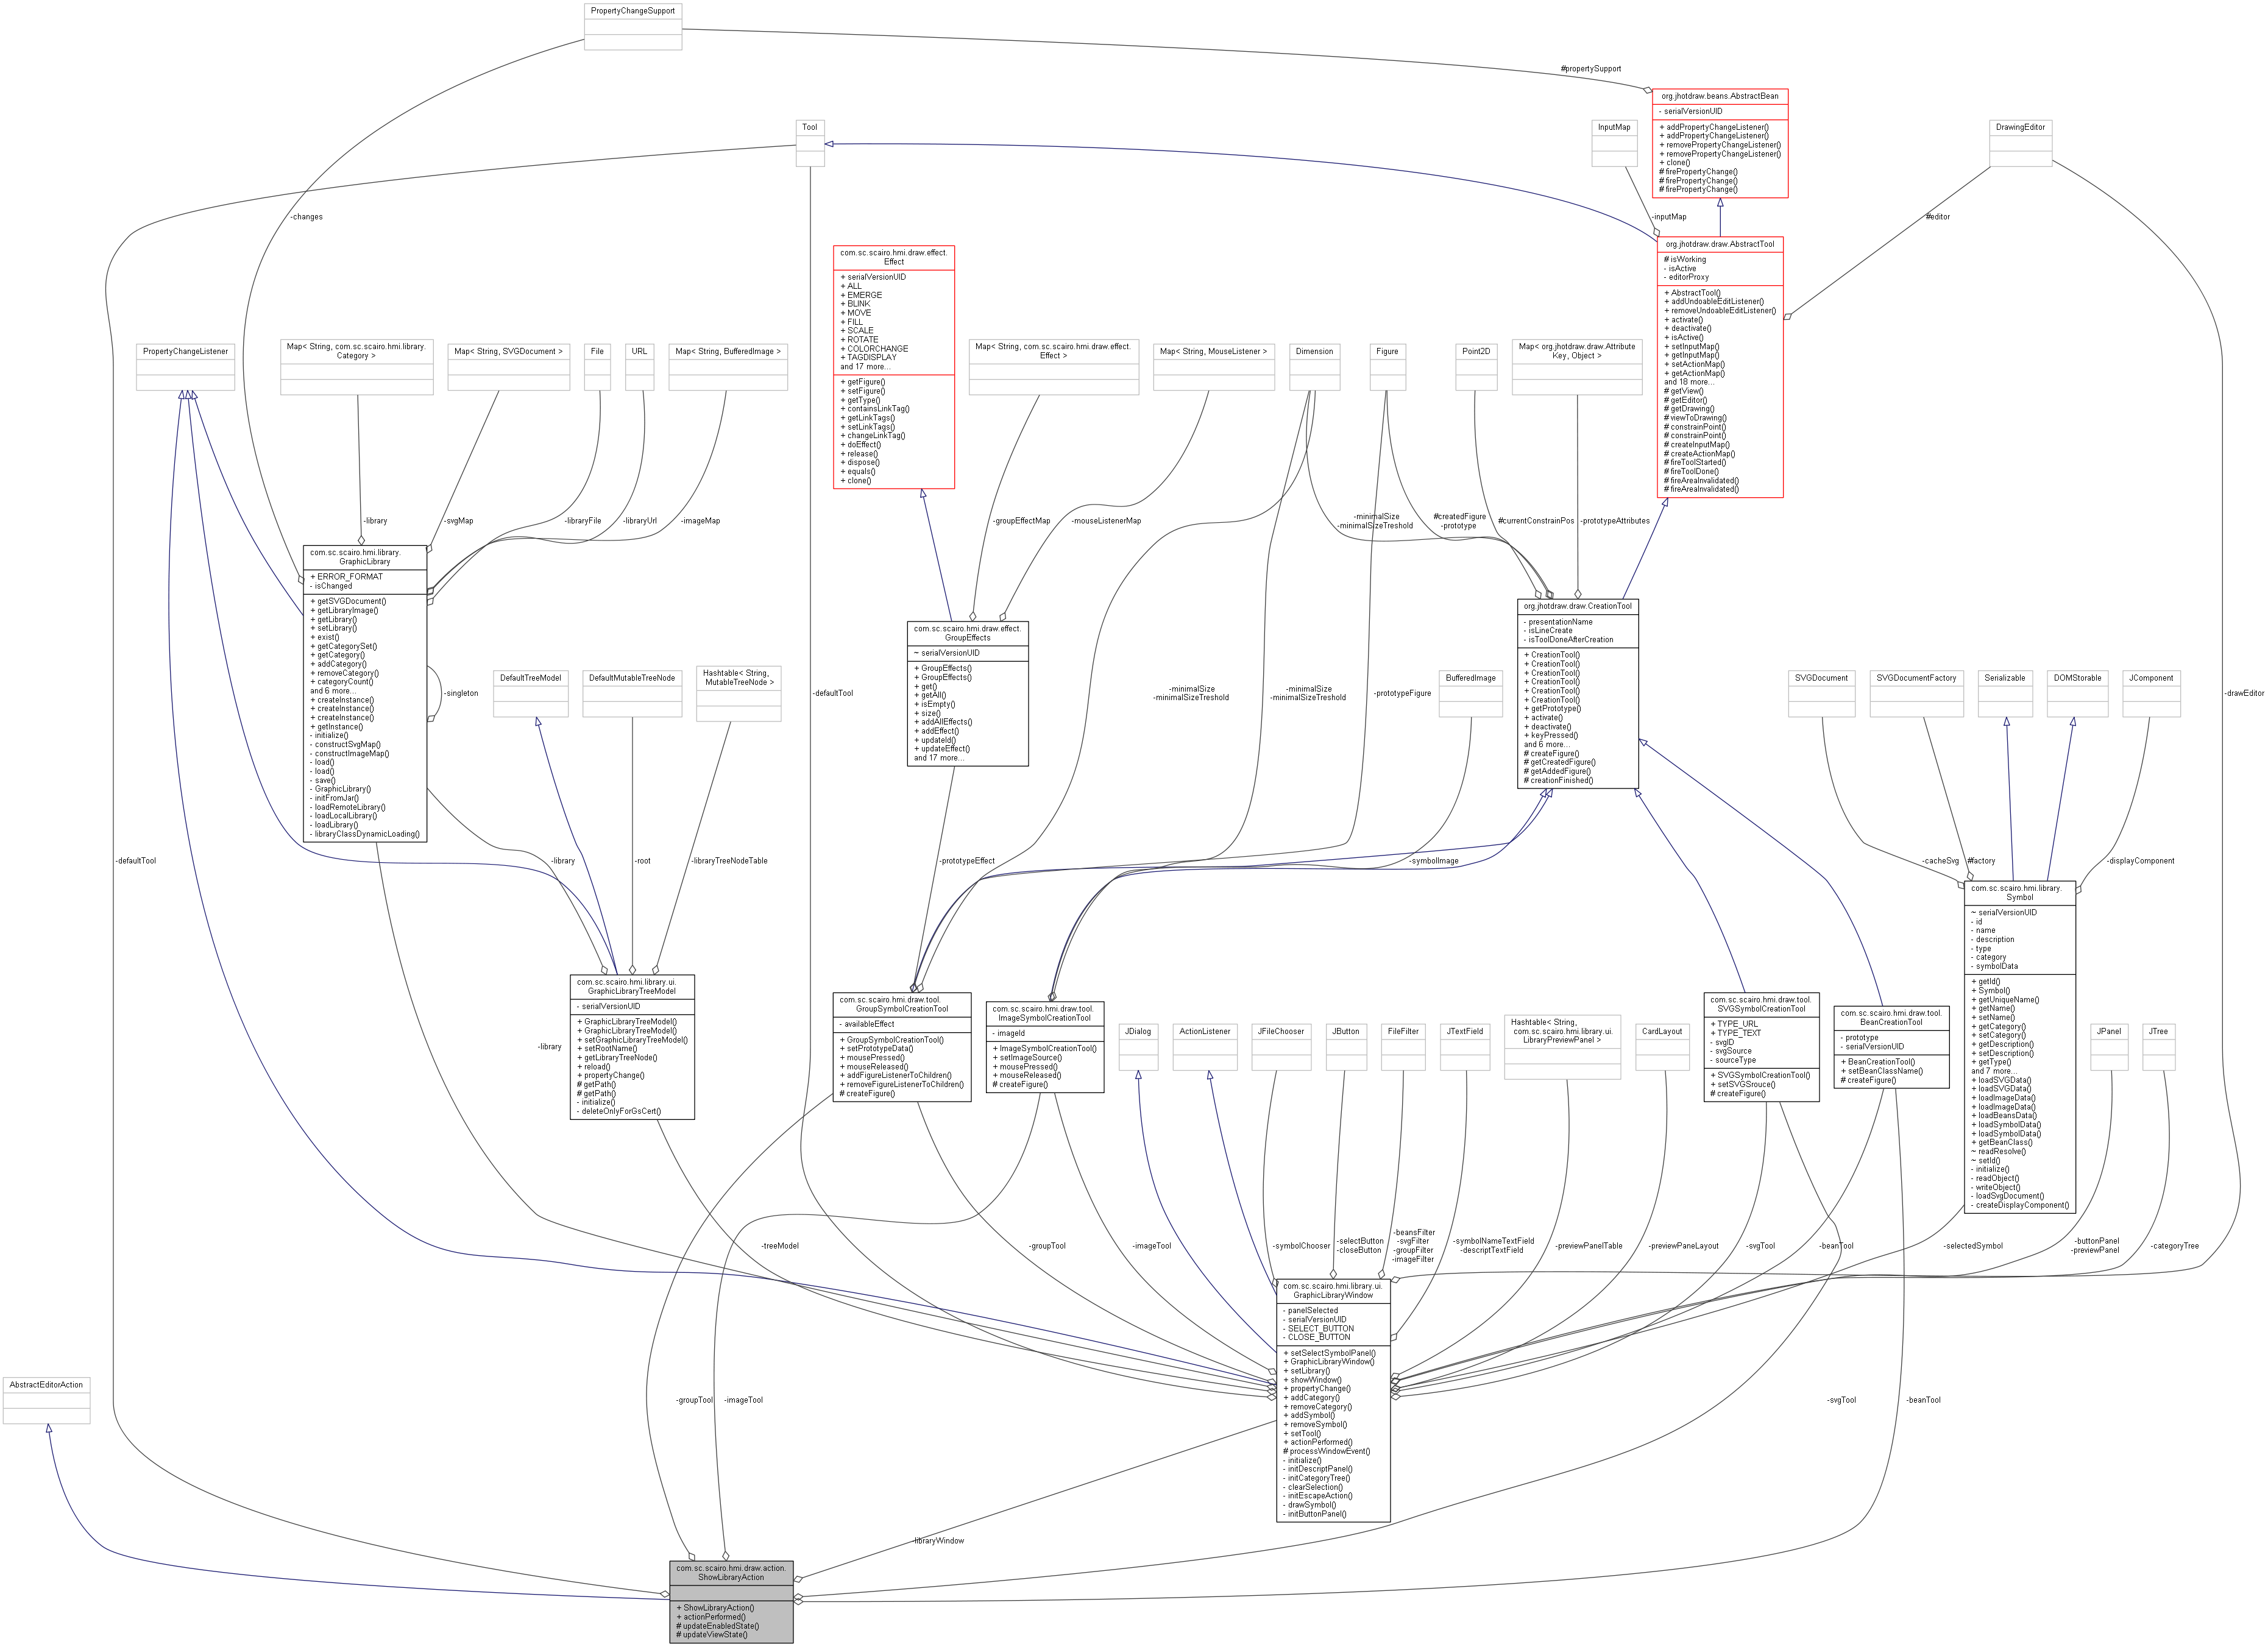 PropertyChangeSupport
#propertySupport
org.jhotdraw.beans.AbstractBean
- serialVersionUID
+ addPropertyChangeListener()
+ addPropertyChangeListener()
+ removePropertyChangeListener()
+ removePropertyChangeListener()
+ clone()
# firePropertyChange()
# firePropertyChange()
# firePropertyChange()
Tool
InputMap
DrawingEditor
-changes
-inputMap
#editor
org.jhotdraw.draw.AbstractTool
# isWorking
- isActive
- editorProxy
+ AbstractTool()
+ addUndoableEditListener()
+ removeUndoableEditListener()
+ activate()
+ deactivate()
+ isActive()
+ setInputMap()
+ getInputMap()
+ setActionMap()
+ getActionMap()
and 18 more...
# getView()
# getEditor()
# getDrawing()
# viewToDrawing()
# constrainPoint()
# constrainPoint()
# createInputMap()
# createActionMap()
# fireToolStarted()
# fireToolDone()
# fireAreaInvalidated()
# fireAreaInvalidated()
com.sc.scairo.hmi.draw.effect.
Effect
+ serialVersionUID
+ ALL
+ EMERGE
+ BLINK
+ MOVE
+ FILL
+ SCALE
+ ROTATE
+ COLORCHANGE
+ TAGDISPLAY
and 17 more...
+ getFigure()
+ setFigure()
+ getType()
+ containsLinkTag()
+ getLinkTags()
+ setLinkTags()
+ changeLinkTag()
+ doEffect()
+ release()
+ dispose()
+ equals()
+ clone()
PropertyChangeListener
Map< String, com.sc.scairo.hmi.library.
Category >
Map< String, SVGDocument >
File
URL
Map< String, BufferedImage >
Map< String, com.sc.scairo.hmi.draw.effect.
Effect >
Map< String, MouseListener >
Dimension
Figure
Point2D
Map< org.jhotdraw.draw.Attribute
Key, Object >
-library
-svgMap
-libraryFile
-libraryUrl
-imageMap
-groupEffectMap
-mouseListenerMap
-minimalSize
-minimalSizeTreshold
#createdFigure
-prototype
#currentConstrainPos
-prototypeAttributes
com.sc.scairo.hmi.library.
GraphicLibrary
+ ERROR_FORMAT
- isChanged
+ getSVGDocument()
+ getLibraryImage()
+ getLibrary()
+ setLibrary()
+ exist()
+ getCategorySet()
+ getCategory()
+ addCategory()
+ removeCategory()
+ categoryCount()
and 6 more...
+ createInstance()
+ createInstance()
+ createInstance()
+ getInstance()
- initialize()
- constructSvgMap()
- constructImageMap()
- load()
- load()
- save()
- GraphicLibrary()
- initFromJar()
- loadRemoteLibrary()
- loadLocalLibrary()
- loadLibrary()
- libraryClassDynamicLoading()
-singleton
com.sc.scairo.hmi.draw.effect.
GroupEffects
~ serialVersionUID
+ GroupEffects()
+ GroupEffects()
+ get()
+ getAll()
+ isEmpty()
+ size()
+ addAllEffects()
+ addEffect()
+ updateId()
+ updateEffect()
and 17 more...
org.jhotdraw.draw.CreationTool
- presentationName
- isLineCreate
- isToolDoneAfterCreation
+ CreationTool()
+ CreationTool()
+ CreationTool()
+ CreationTool()
+ CreationTool()
+ CreationTool()
+ getPrototype()
+ activate()
+ deactivate()
+ keyPressed()
and 6 more...
# createFigure()
# getCreatedFigure()
# getAddedFigure()
# creationFinished()
DefaultTreeModel
DefaultMutableTreeNode
Hashtable< String,
MutableTreeNode >
-defaultTool
-minimalSize
-minimalSizeTreshold
-minimalSize
-minimalSizeTreshold
-prototypeFigure
BufferedImage
SVGDocument
SVGDocumentFactory
Serializable
DOMStorable
JComponent
-drawEditor
-defaultTool
-library
-root
-libraryTreeNodeTable
-prototypeEffect
-symbolImage
-cacheSvg
#factory
-displayComponent
com.sc.scairo.hmi.library.
Symbol
~ serialVersionUID
- id
- name
- description
- type
- category
- symbolData
+ getId()
+ Symbol()
+ getUniqueName()
+ getName()
+ setName()
+ getCategory()
+ setCategory()
+ getDescription()
+ setDescription()
+ getType()
and 7 more...
+ loadSVGData()
+ loadSVGData()
+ loadImageData()
+ loadImageData()
+ loadBeansData()
+ loadSymbolData()
+ loadSymbolData()
+ getBeanClass()
~ readResolve()
~ setId()
- initialize()
- readObject()
- writeObject()
- loadSvgDocument()
- createDisplayComponent()
com.sc.scairo.hmi.library.ui.
GraphicLibraryTreeModel
- serialVersionUID
+ GraphicLibraryTreeModel()
+ GraphicLibraryTreeModel()
+ setGraphicLibraryTreeModel()
+ setRootName()
+ getLibraryTreeNode()
+ reload()
+ propertyChange()
# getPath()
# getPath()
- initialize()
- deleteOnlyForGsCert()
com.sc.scairo.hmi.draw.tool.
GroupSymbolCreationTool
- availableEffect
+ GroupSymbolCreationTool()
+ setPrototypeData()
+ mousePressed()
+ mouseReleased()
+ addFigureListenerToChildren()
+ removeFigureListenerToChildren()
# createFigure()
com.sc.scairo.hmi.draw.tool.
ImageSymbolCreationTool
- imageId
+ ImageSymbolCreationTool()
+ setImageSource()
+ mousePressed()
+ mouseReleased()
# createFigure()
JDialog
ActionListener
JFileChooser
JButton
FileFilter
JTextField
Hashtable< String,
com.sc.scairo.hmi.library.ui.
LibraryPreviewPanel >
CardLayout
com.sc.scairo.hmi.draw.tool.
SVGSymbolCreationTool
+ TYPE_URL
+ TYPE_TEXT
- svgID
- svgSource
- sourceType
+ SVGSymbolCreationTool()
+ setSVGSrouce()
# createFigure()
com.sc.scairo.hmi.draw.tool.
BeanCreationTool
- prototype
- serialVersionUID
+ BeanCreationTool()
+ setBeanClassName()
# createFigure()
JPanel
JTree
-library
-treeModel
-groupTool
-imageTool
-symbolChooser
-selectButton
-closeButton
-beansFilter
-svgFilter
-groupFilter
-imageFilter
-symbolNameTextField
-descriptTextField
-previewPanelTable
-previewPaneLayout
-svgTool
-beanTool
-selectedSymbol
-buttonPanel
-previewPanel
-categoryTree
com.sc.scairo.hmi.library.ui.
GraphicLibraryWindow
- panelSelected
- serialVersionUID
- SELECT_BUTTON
- CLOSE_BUTTON
+ setSelectSymbolPanel()
+ GraphicLibraryWindow()
+ setLibrary()
+ showWindow()
+ propertyChange()
+ addCategory()
+ removeCategory()
+ addSymbol()
+ removeSymbol()
+ setTool()
+ actionPerformed()
# processWindowEvent()
- initialize()
- initDescriptPanel()
- initCategoryTree()
- clearSelection()
- initEscapeAction()
- drawSymbol()
- initButtonPanel()
AbstractEditorAction
-groupTool
-imageTool
-svgTool
-beanTool
-libraryWindow
com.sc.scairo.hmi.draw.action.
ShowLibraryAction
+ ShowLibraryAction()
+ actionPerformed()
# updateEnabledState()
# updateViewState()